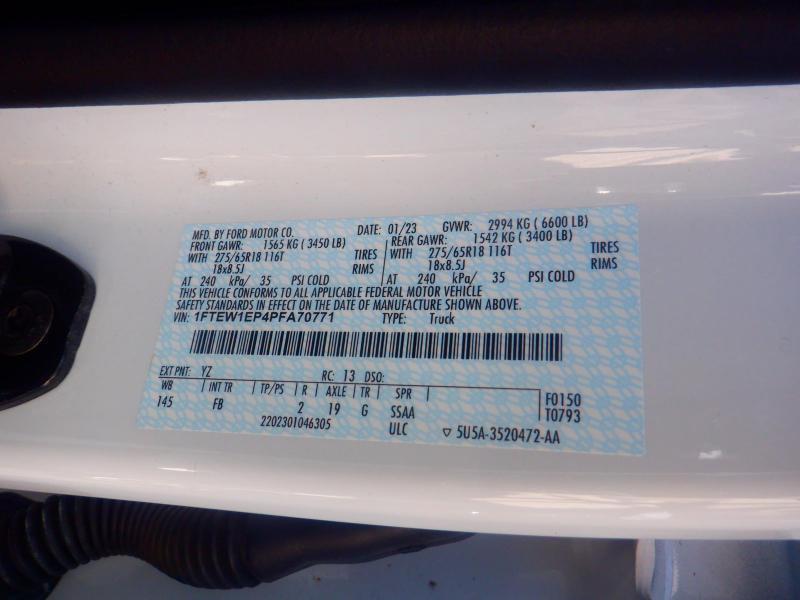 MFD. BY FORD MOTOR CO. DATE: 01/23 GVWR: 2994 KG ( 6600 LB)
FRONT GAWR: 1565 KG ( 3450 LB) REAR GAWR: 1542 KG ( 3400 LB)
WITH 275/65R18 116T TIRES WITH 275/65R18 116T TIRES
18x8.5J RIMS 18x8.5J RIMS
AT 240 kPa/ 35 PSI COLD AT 240 kPa/ 35 PSI COLD
THIS VEHICLE CONFORMS TO ALL APPLICABLE FEDERAL MOTOR VEHICLE
SAFETY STANDARDS IN EFFECT ON THE DATE OF MANUFACTURE SHOWN ABOVE.
VIN: 1FTEW1EP4PFA70771 TYPE: Truck
EXT PNT: YZ RC: 13 DSO:
WB INT TR TP/PS R AXLE TR SPR F0150
145 FB 2 19 G SSAA T0793
2202301046305 ULC ▽ 5U5A-3520472-AA